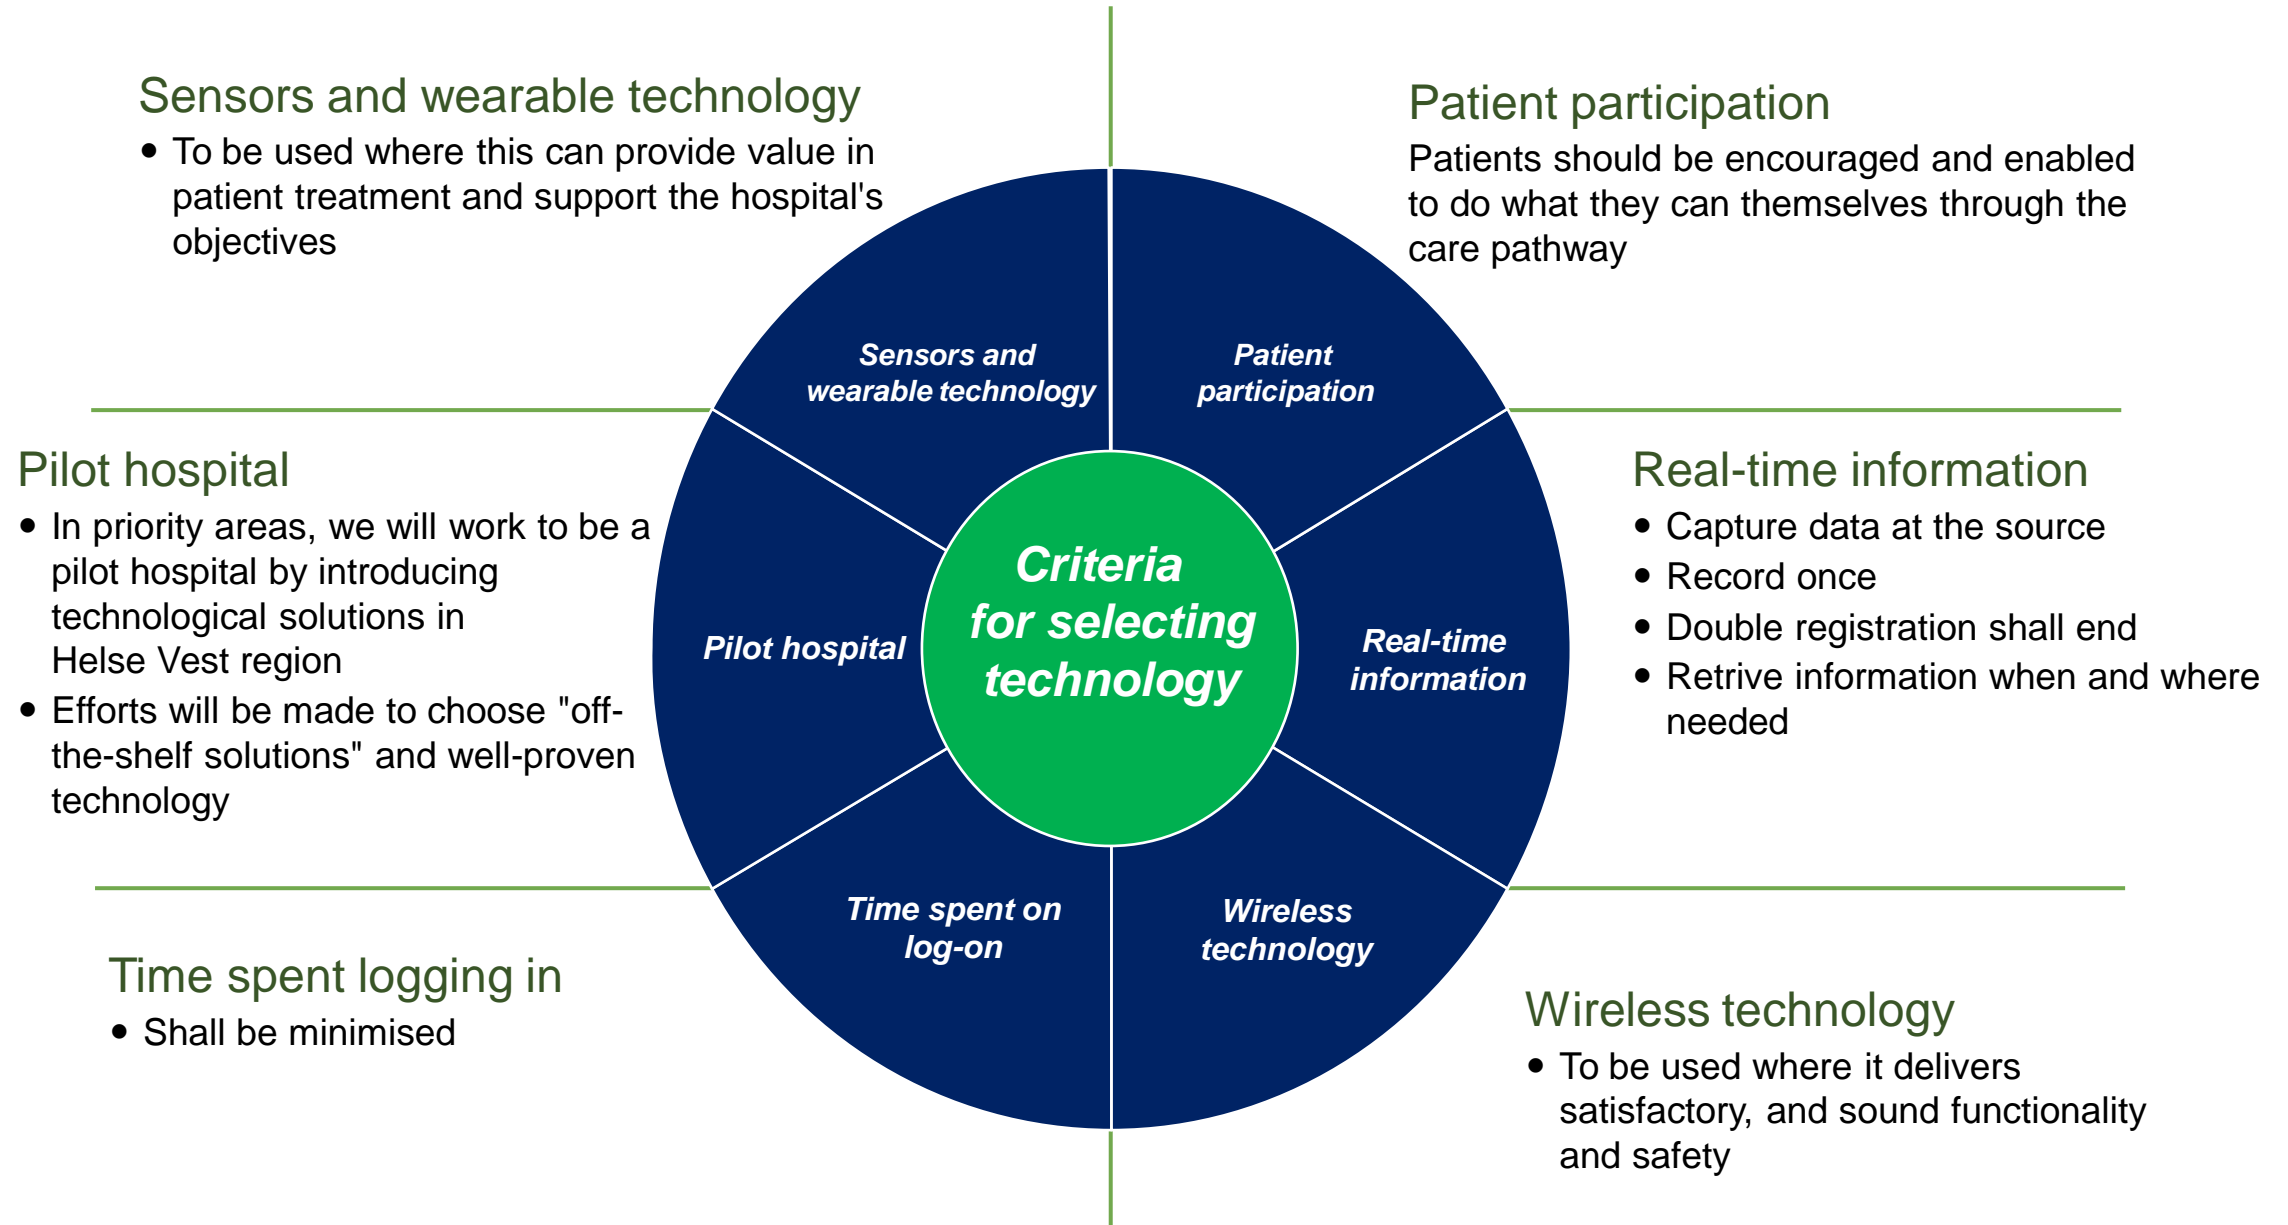 Sensors and wearable technology
• To be used where this can provide value in
patient treatment and support the hospital's
objectives
Patient participation
Patients should be encouraged and enabled
to do what they can themselves through the
care pathway
Sensors and
wearable technology
Patient
participation
Pilot hospital
• In priority areas, we will work to be a
pilot hospital by introducing
technological solutions in
Helse Vest region
• Efforts will be made to choose "off-
the-shelf solutions" and well-proven
technology
Pilot hospital
Criteria
for selecting
technology
Real-time
information
Real-time information
• Capture data at the source
• Record once
• Double registration shall end
• Retrive information when and where
needed
Time spent on
log-on
Wireless
technology
Time spent logging in
• Shall be minimised
Wireless technology
• To be used where it delivers
satisfactory, and sound functionality
and safety